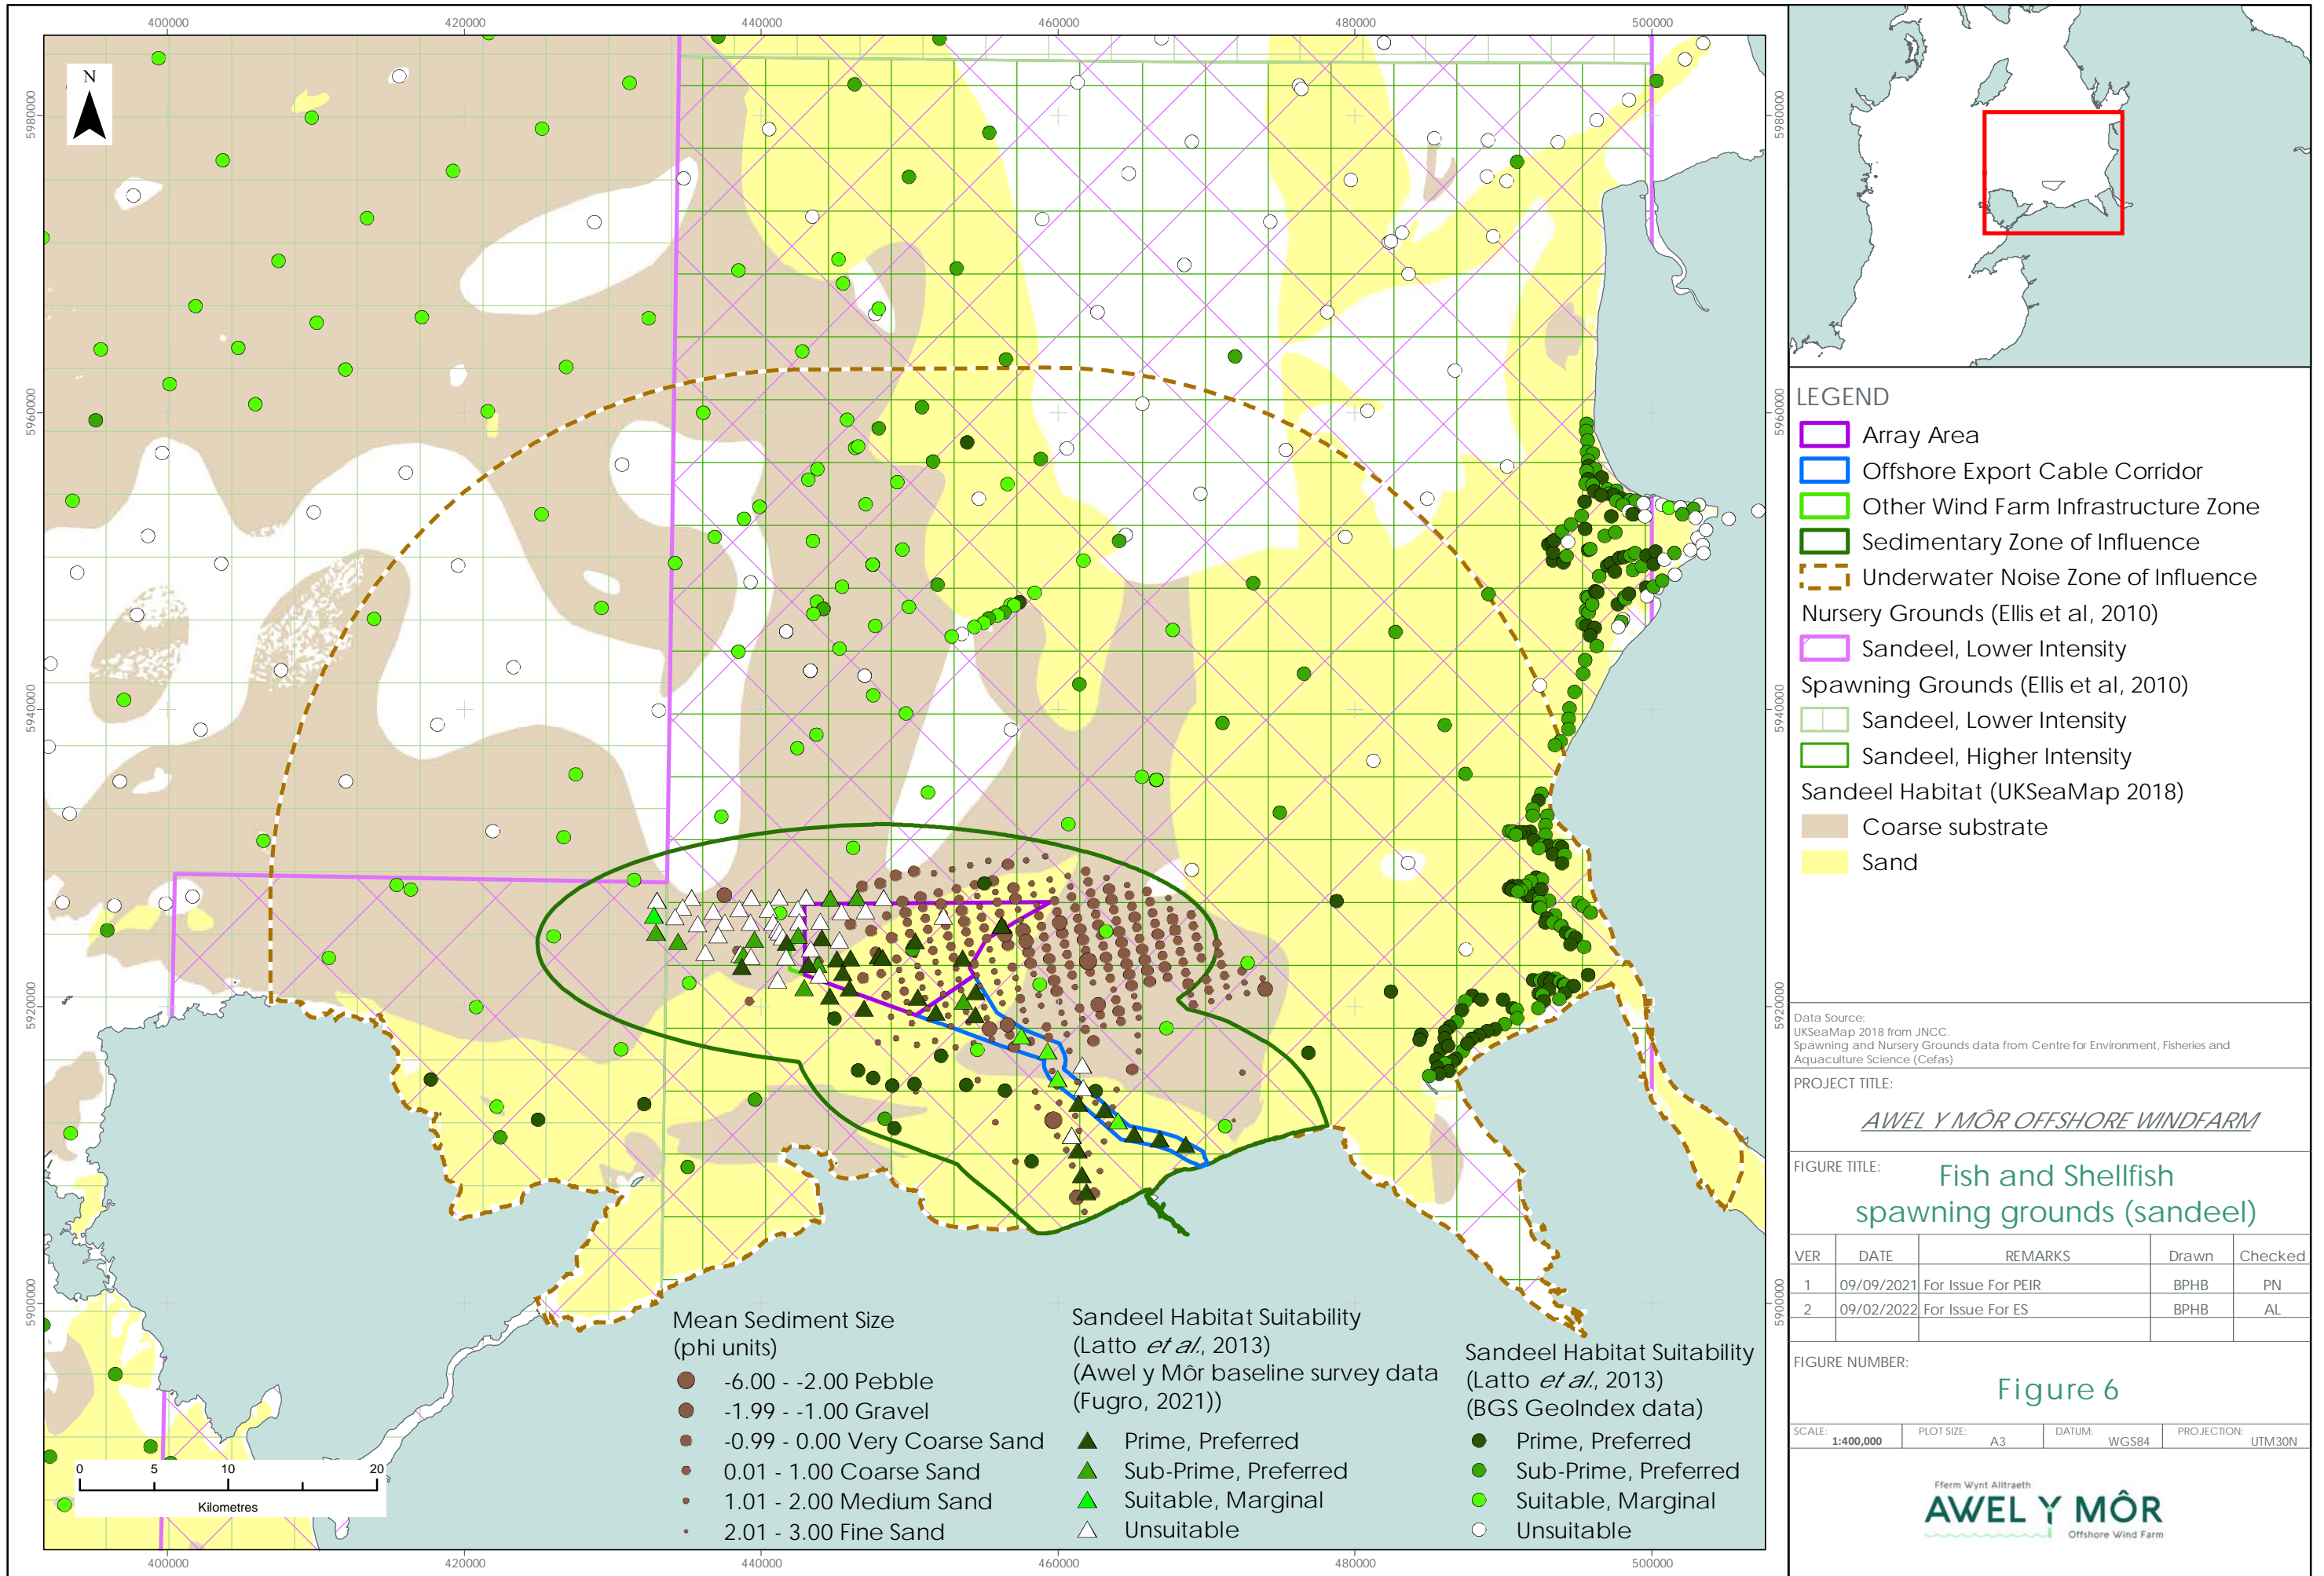 400000
420000
440000
460000
480000
500000
N
5980000
5960000
5940000
5920000
5900000
5980000
5960000
5940000
5920000
5900000
0 5 10 20
Kilometres
Mean Sediment Size
(phi units)
-6.00 - -2.00 Pebble
-1.99 - -1.00 Gravel
-0.99 - 0.00 Very Coarse Sand
0.01 - 1.00 Coarse Sand
1.01 - 2.00 Medium Sand
2.01 - 3.00 Fine Sand
Sandeel Habitat Suitability
(Latto et al., 2013)
(Awel y Môr baseline survey data
(Fugro, 2021))
Prime, Preferred
Sub-Prime, Preferred
Suitable, Marginal
Unsuitable
Sandeel Habitat Suitability
(Latto et al., 2013)
(BGS GeoIndex data)
Prime, Preferred
Sub-Prime, Preferred
Suitable, Marginal
Unsuitable
400000
420000
440000
460000
480000
500000
LEGEND
Array Area
Offshore Export Cable Corridor
Other Wind Farm Infrastructure Zone
Sedimentary Zone of Influence
Underwater Noise Zone of Influence
Nursery Grounds (Ellis et al, 2010)
Sandeel, Lower Intensity
Spawning Grounds (Ellis et al, 2010)
Sandeel, Lower Intensity
Sandeel, Higher Intensity
Sandeel Habitat (UKSeaMap 2018)
Coarse substrate
Sand
Data Source:
UKSeaMap 2018 from JNCC.
Spawning and Nursery Grounds data from Centre for Environment, Fisheries and
Aquaculture Science (Cefas)
PROJECT TITLE:
AWEL Y MÔR OFFSHORE WINDFARM
FIGURE TITLE:
Fish and Shellfish
spawning grounds (sandeel)
VER DATE REMARKS Drawn Checked
1 09/09/2021 For Issue For PEIR BPHB PN
2 09/02/2022 For Issue For ES BPHB AL
FIGURE NUMBER:
Figure 6
SCALE: 1:400,000 PLOT SIZE: A3 DATUM: WGS84 PROJECTION: UTM30N
Fferm Wynt Alltraeth
AWEL Y MÔR
Offshore Wind Farm